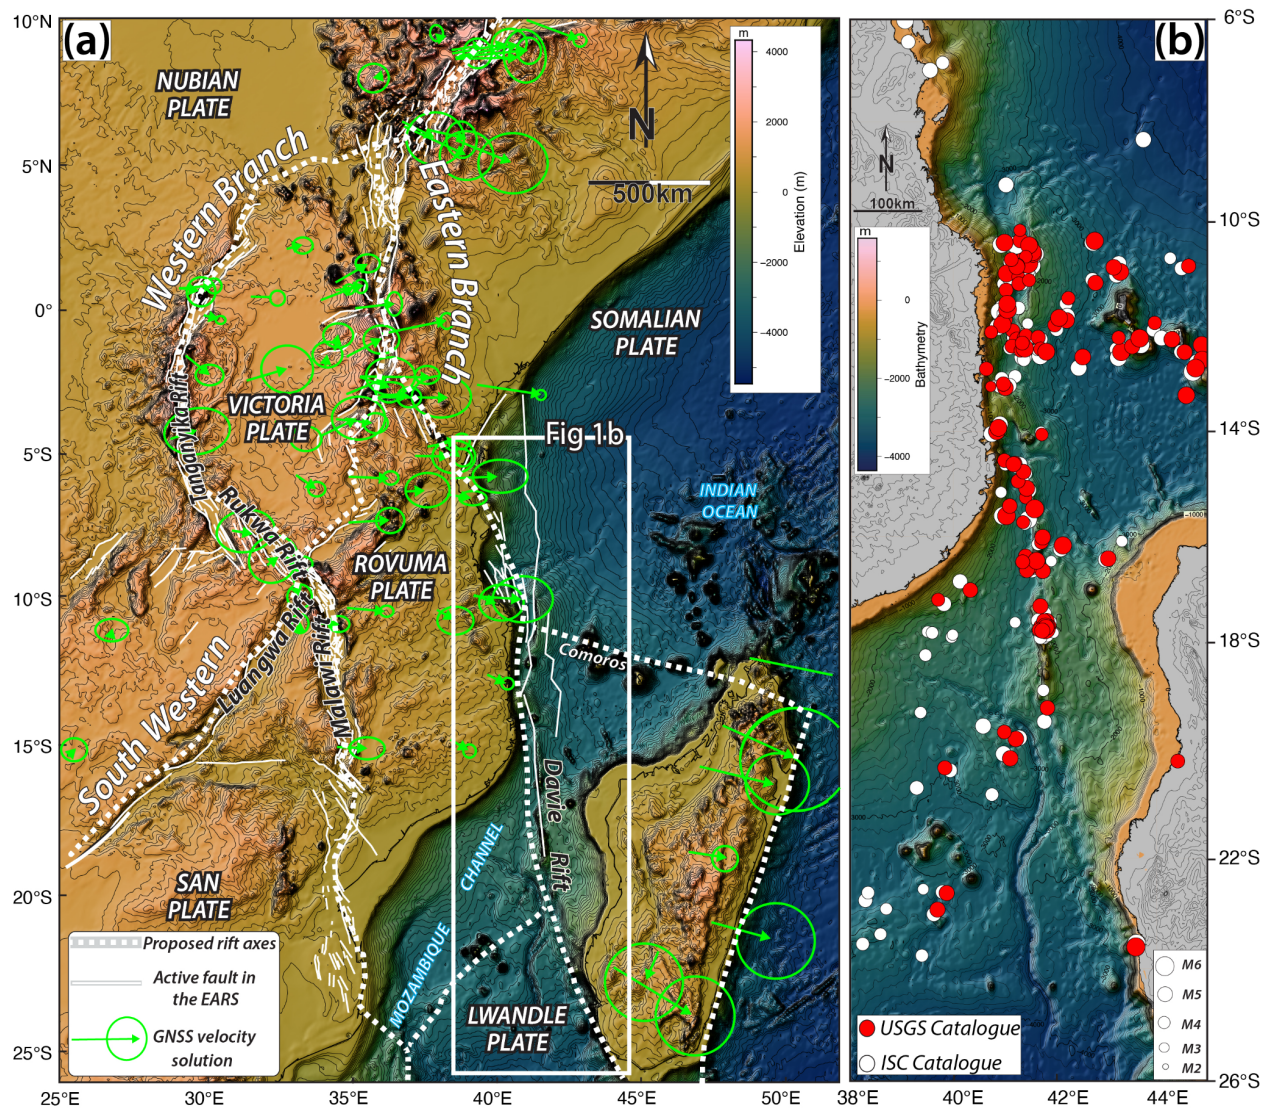 (a)
10°N
5°N
0°
5°S
10°S
15°S
20°S
25°S
25°E
30°E
35°E
40°E
45°E
50°E
NUBIAN
PLATE
Western Branch
Eastern Branch
N
500km
m
4000
2000
0
−2000
−4000
Elevation (m)
SOMALIAN
PLATE
VICTORIA
PLATE
Tanganyika Rift
Rukwa Rift
Fig 1b
INDIAN
OCEAN
ROVUMA
PLATE
Luangwa Rift
Malawi Rift
South Western
Comoros
Davie
Rift
SAN
PLATE
MOZAMBIQUE
CHANNEL
LWANDLE
PLATE
Proposed rift axes
Active fault in
the EARS
GNSS velocity
solution
(b)
6°S
10°S
14°S
18°S
22°S
26°S
38°E
40°E
42°E
44°E
N
100km
m
0
−2000
−4000
Bathymetry
−1000
USGS Catalogue
ISC Catalogue
M6
M5
M4
M3
M2